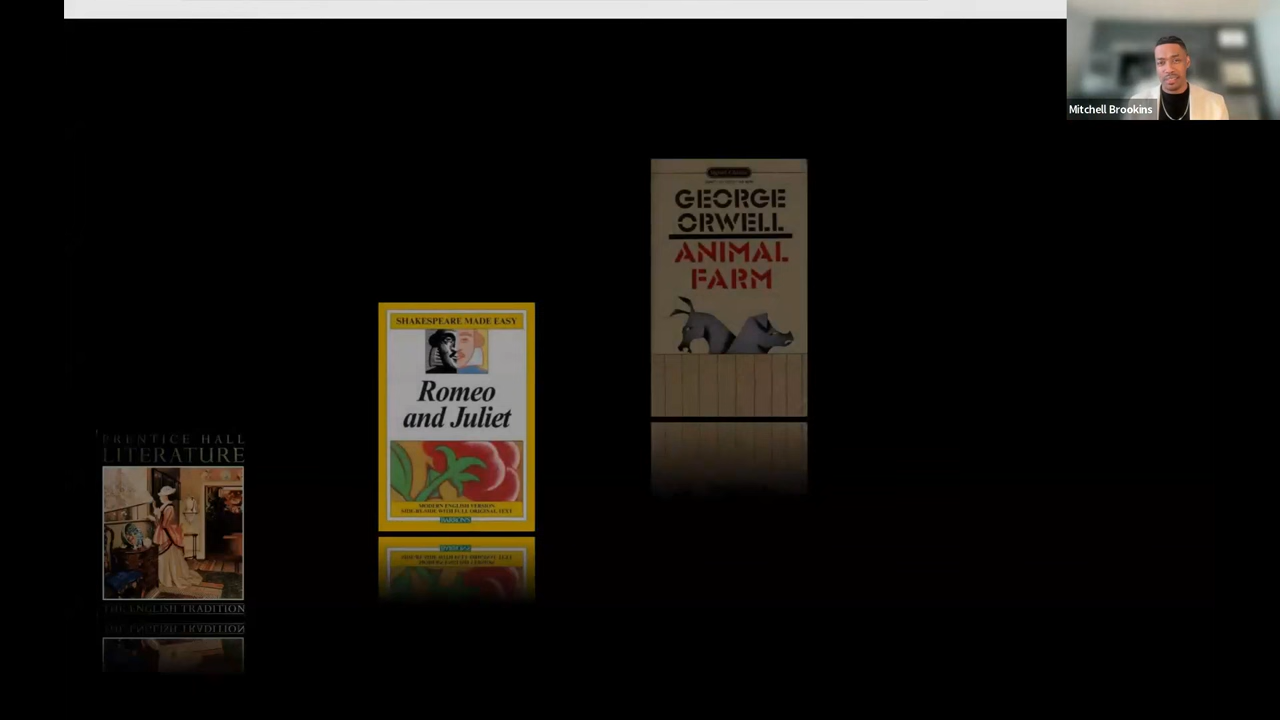 Mitchell Brookins
GEORGE
ORWELL
ANIMAL
FARM
SHAKESPEARE MADE EASY
Romeo
and Juliet
MODERN ENGLISH VERSION
SIDE-BY-SIDE WITH FULL ORIGINAL TEXT
BARRON'S
PRENTICE HALL
LITERATURE
THE ENGLISH TRADITION